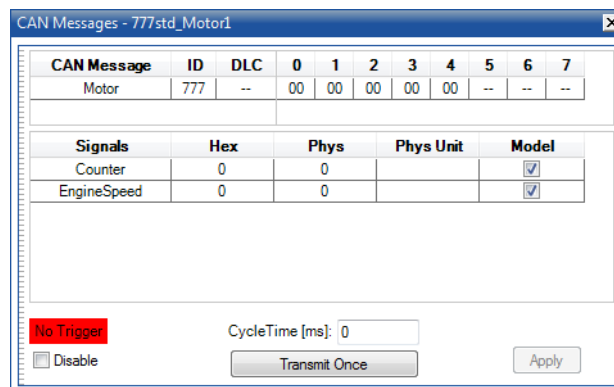 CAN Messages - 777std_Motor1
CAN Message ID DLC 0 1 2 3 4 5 6 7
Motor 777 -- 00 00 00 00 00 -- -- --
Signals Hex Phys Phys Unit Model
Counter 0 0
EngineSpeed 0 0
No Trigger CycleTime [ms]: 0
Disable Transmit Once Apply